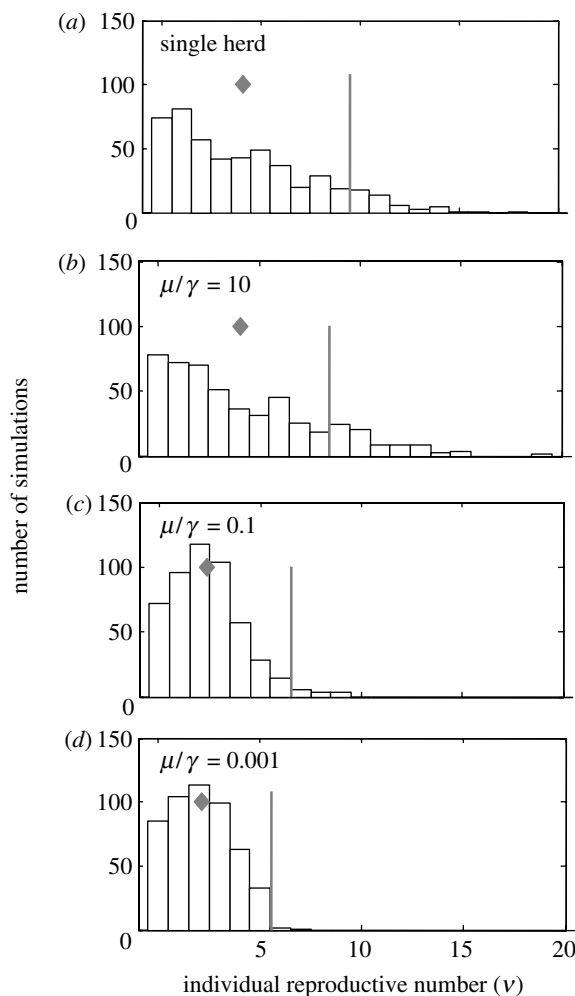 (a) 150
single herd
100
50
0
(b) 150
μ/γ = 10
100
50
0
(c) 150
μ/γ = 0.1
100
50
0
(d) 150
μ/γ = 0.001
100
50
0
5 10 15 20
number of simulations
individual reproductive number (ν)